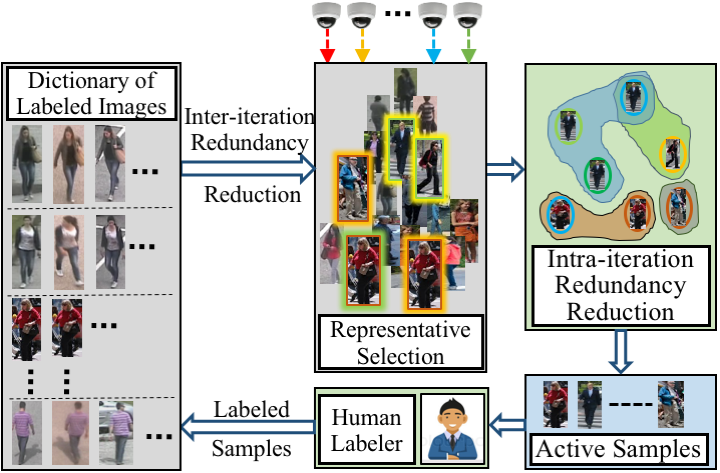 Dictionary of
Labeled Images
Inter-iteration
Redundancy
Reduction
Representative
Selection
Intra-iteration
Redundancy
Reduction
Active Samples
Human
Labeler
Labeled
Samples